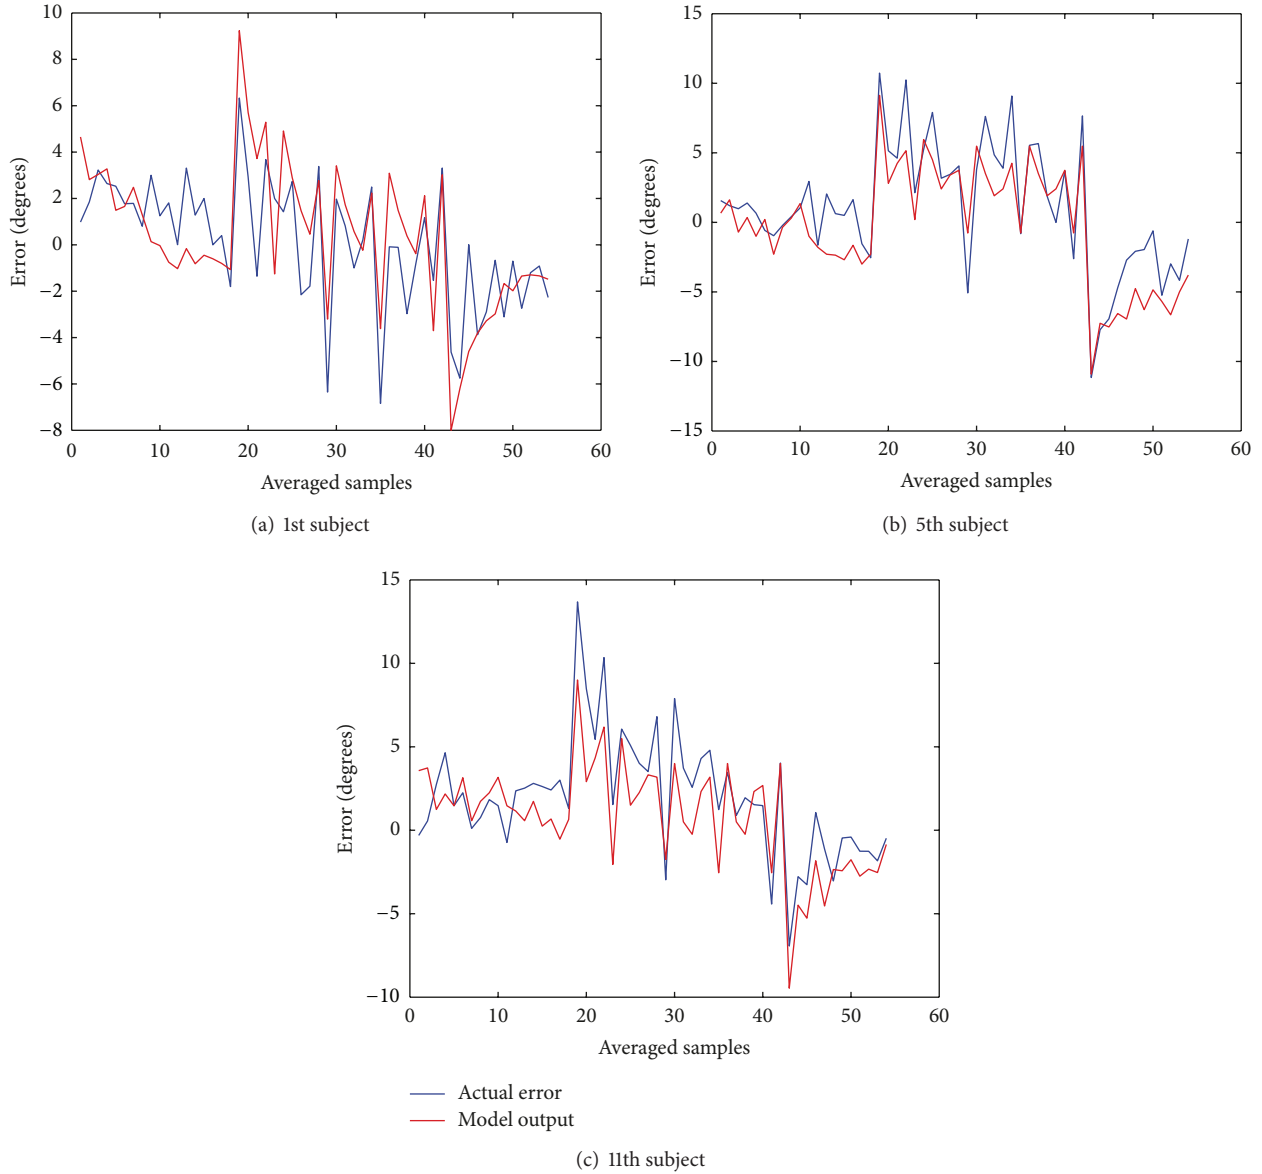 10
8
6
4
2
0
−2
−4
−6
−8
Error (degrees)
0 10 20 30 40 50 60
Averaged samples
(a) 1st subject
15
10
5
0
−5
−10
−15
Error (degrees)
0 10 20 30 40 50 60
Averaged samples
(b) 5th subject
15
10
5
0
−5
−10
Error (degrees)
0 10 20 30 40 50 60
Averaged samples
Actual error
Model output
(c) 11th subject